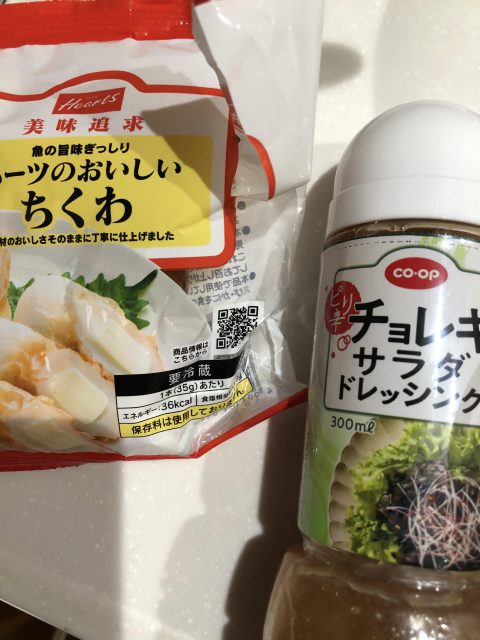 Hearts
美味追求
魚の旨味ぎっしり
ーツのおいしい
ちくわ
材のおいしさそのままに丁寧に仕上げました
商品情報は
こちらから
要冷蔵
1本(35g)あたり
エネルギー:36kcal 食塩相
保存料は使用しており
co·op
ピリ辛
チョレギ
サラダ
ドレッシング
300ml